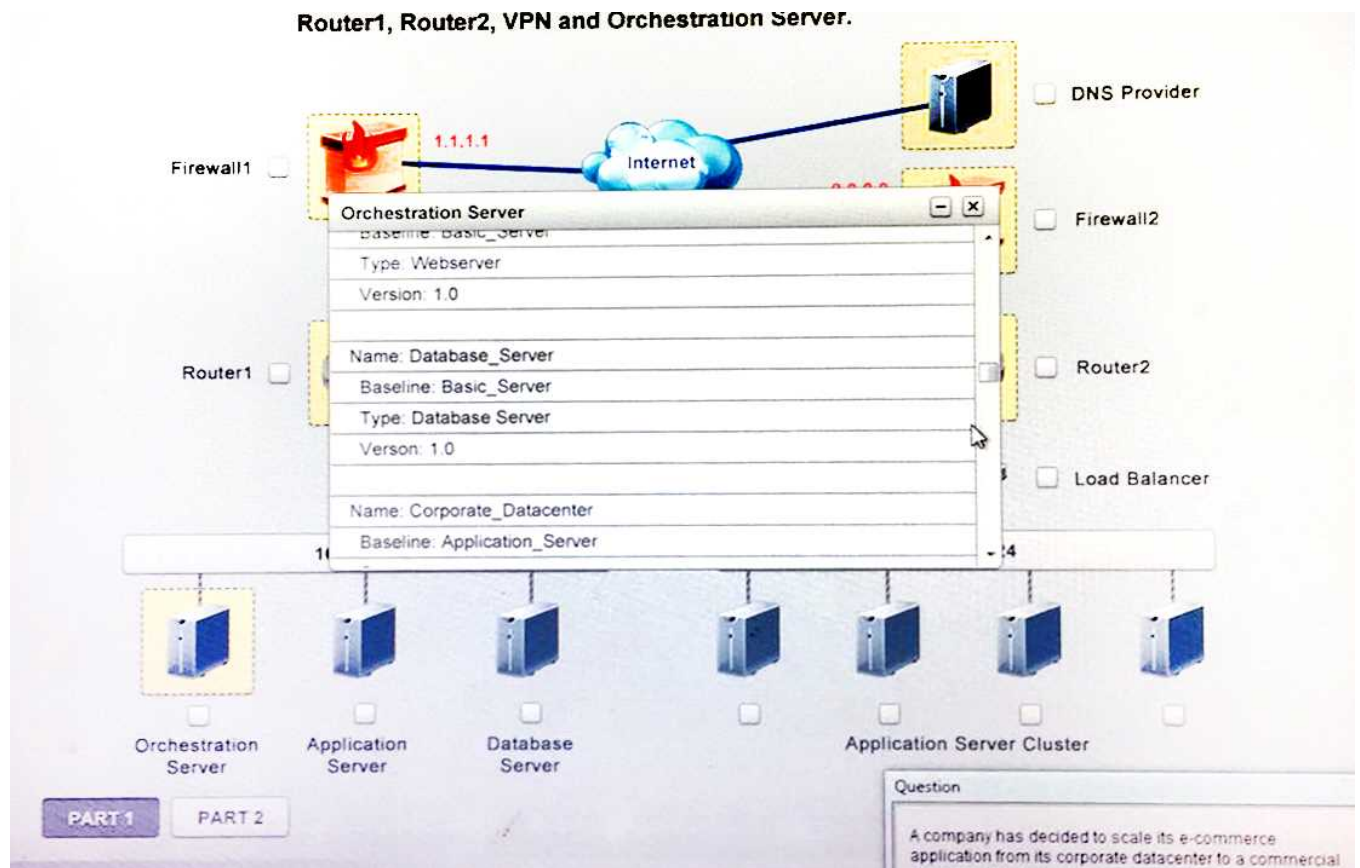 Router1, Router2, VPN and Orchestration Server.
DNS Provider
1.1.1.1
Internet
Firewall1
Firewall2
Orchestration Server
Baseline: Basic_Server
Type: Webserver
Version: 1.0
Name: Database_Server
Baseline: Basic_Server
Type: Database Server
Verson: 1.0
Name: Corporate_Datacenter
Baseline: Application_Server
Router1
Router2
Load Balancer
Orchestration
Server
Application
Server
Database
Server
Application Server Cluster
PART 1
PART 2
Question
A company has decided to scale its e-commerce
application from its corporate datacenter to a commercial